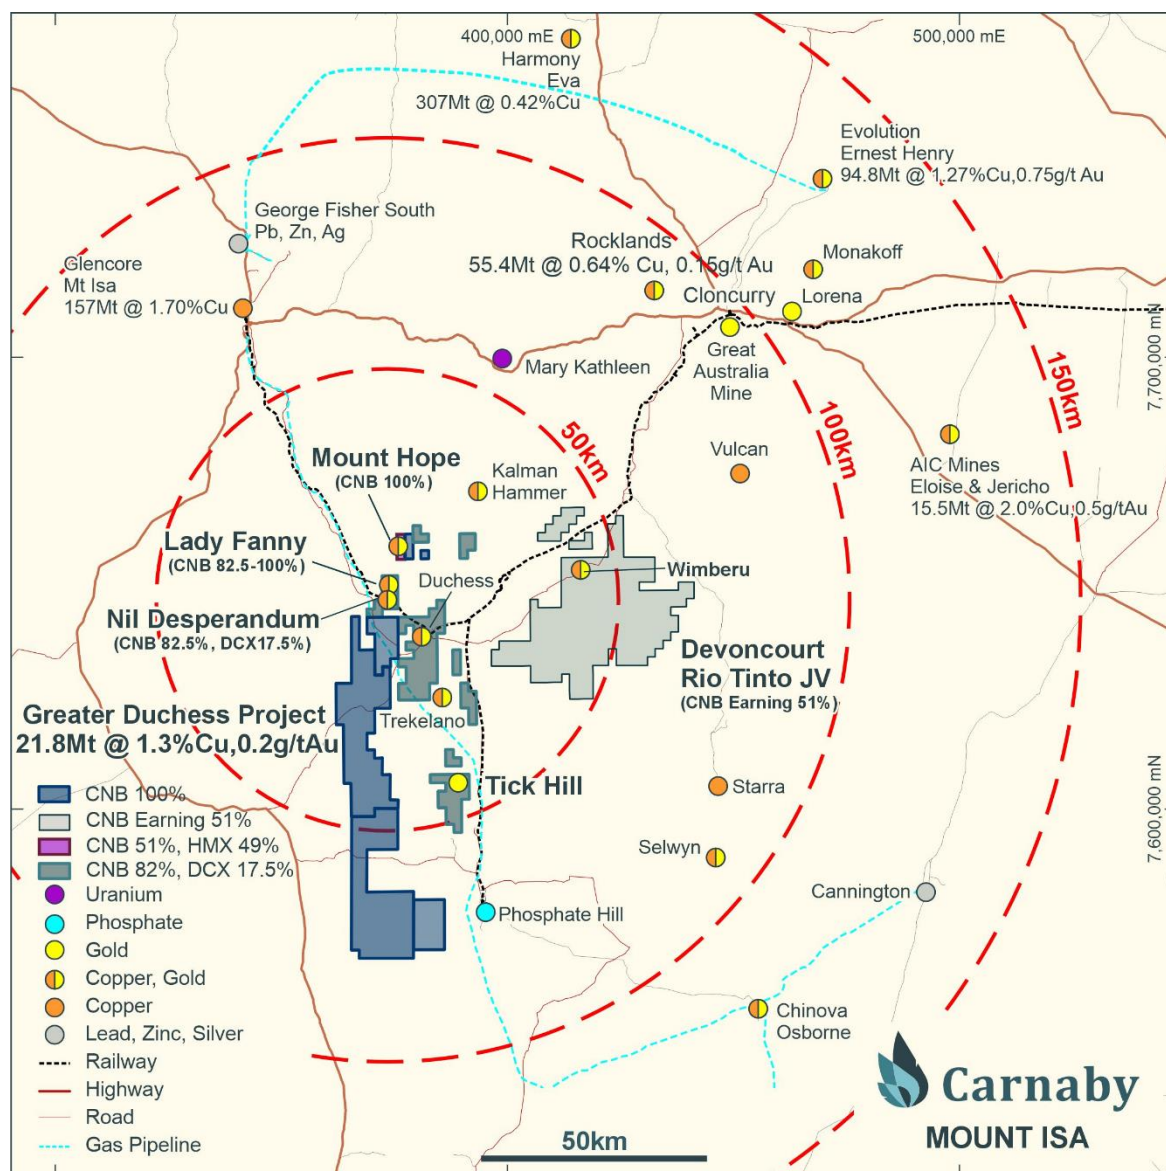 400,000 mE
500,000 mE
Harmony
Eva
307Mt @ 0.42%Cu
Evolution
Ernest Henry
94.8Mt @ 1.27%Cu,0.75g/t Au
George Fisher South
Pb, Zn, Ag
Glencore
Mt Isa
157Mt @ 1.70%Cu
Rocklands
55.4Mt @ 0.64% Cu, 0.15g/t Au
Monakoff
Cloncurry
Lorena
Great
Australia
Mine
Mary Kathleen
7,700,000 mN
150km
100km
50km
Mount Hope
(CNB 100%)
Kalman
Hammer
Vulcan
AIC Mines
Eloise & Jericho
15.5Mt @ 2.0%Cu,0.5g/tAu
Lady Fanny
(CNB 82.5-100%)
Duchess
Wimberu
Nil Desperandum
(CNB 82.5%, DCX17.5%)
Devoncourt
Rio Tinto JV
(CNB Earning 51%)
Greater Duchess Project
21.8Mt @ 1.3%Cu,0.2g/tAu
Trekelano
Tick Hill
Starra
7,600,000 mN
Selwyn
Cannington
Phosphate Hill
Chinova
Osborne
CNB 100%
CNB Earning 51%
CNB 51%, HMX 49%
CNB 82%, DCX 17.5%
Uranium
Phosphate
Gold
Copper, Gold
Copper
Lead, Zinc, Silver
Railway
Highway
Road
Gas Pipeline
50km
Carnaby
MOUNT ISA